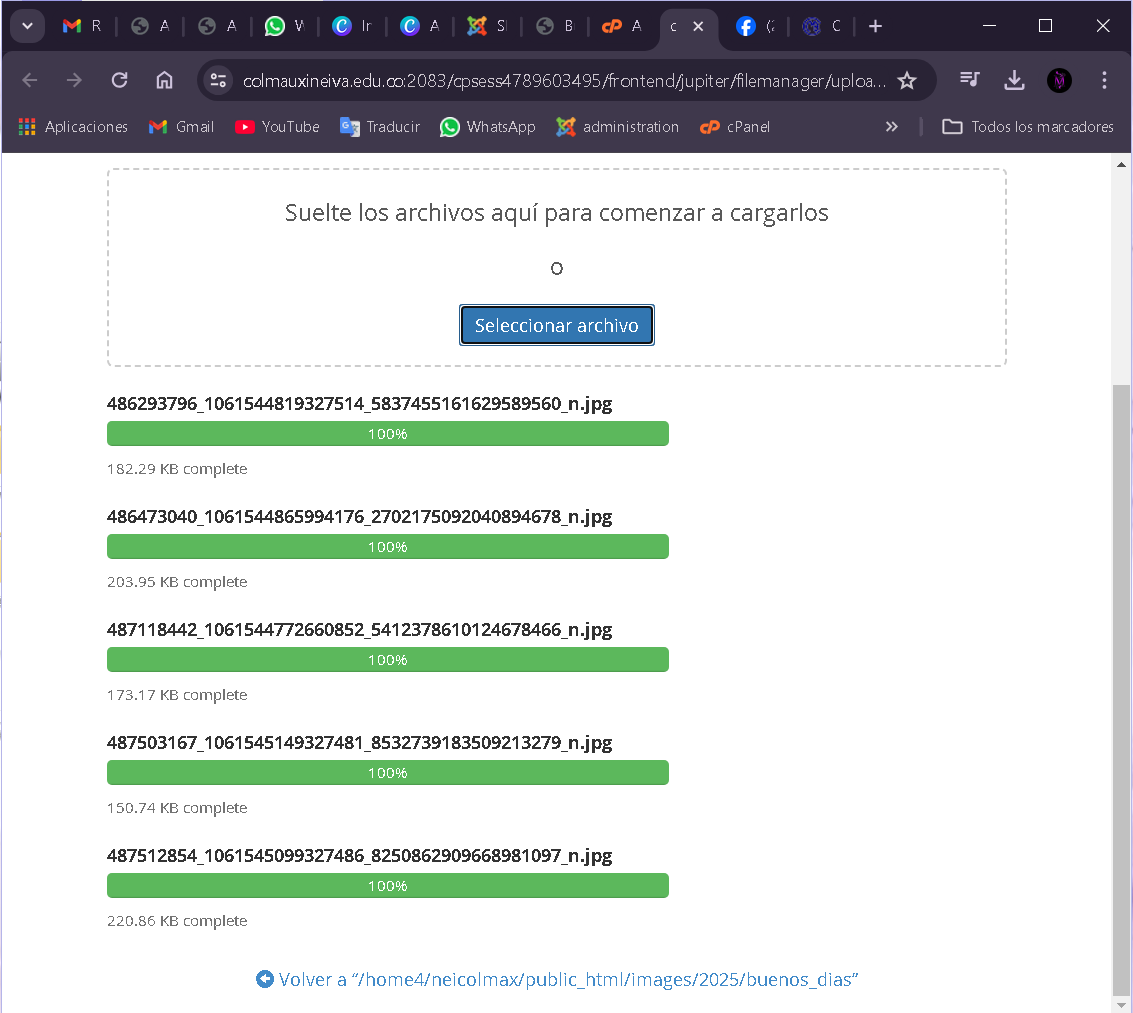 R
A
A
W
Ir
A
SI
B
A
c
(2
C
colmauxineiva.edu.co:2083/cpsess4789603495/frontend/jupiter/filemanager/uploa...
Aplicaciones Gmail YouTube Traducir WhatsApp administration cPanel » Todos los marcadores
Suelte los archivos aquí para comenzar a cargarlos
o
Seleccionar archivo
486293796_1061544819327514_5837455161629589560_n.jpg
100%
182.29 KB complete
486473040_1061544865994176_2702175092040894678_n.jpg
100%
203.95 KB complete
487118442_1061544772660852_5412378610124678466_n.jpg
100%
173.17 KB complete
487503167_1061545149327481_8532739183509213279_n.jpg
100%
150.74 KB complete
487512854_1061545099327486_8250862909668981097_n.jpg
100%
220.86 KB complete
Volver a “/home4/neicolmax/public_html/images/2025/buenos_dias”